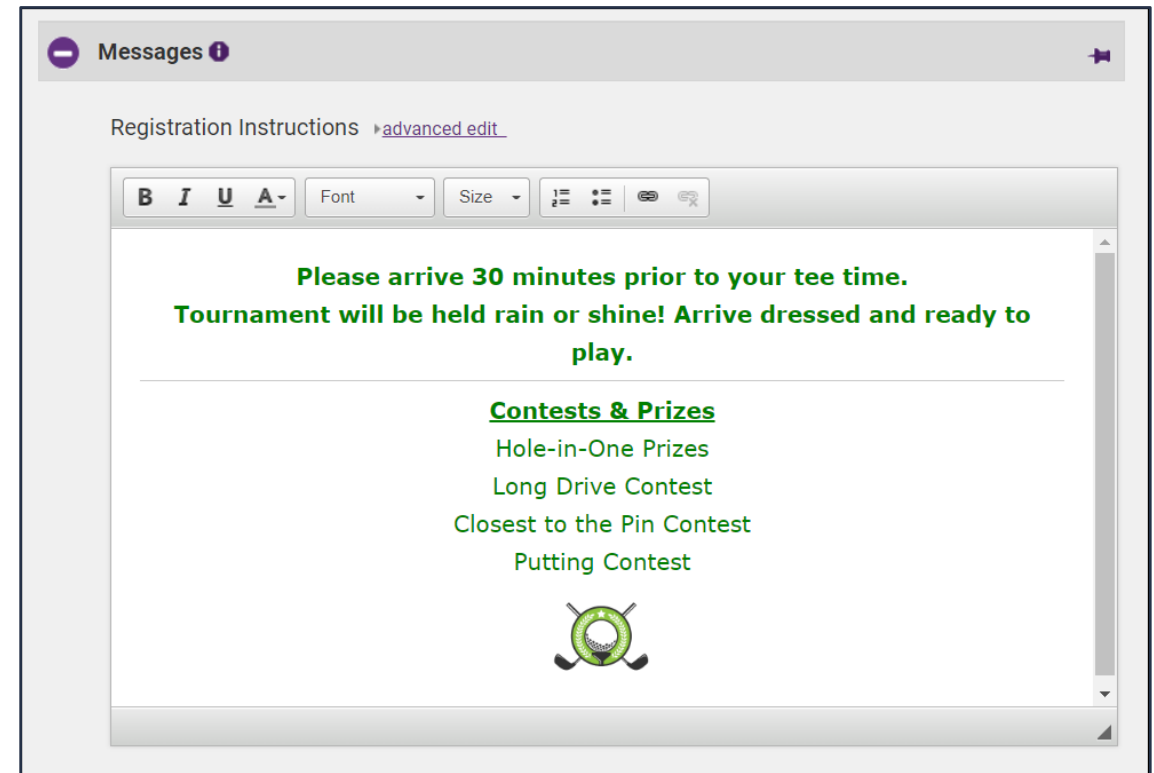 Messages
Registration Instructions advanced edit
B I U A Font Size
Please arrive 30 minutes prior to your tee time.
Tournament will be held rain or shine! Arrive dressed and ready to
play.
Contests & Prizes
Hole-in-One Prizes
Long Drive Contest
Closest to the Pin Contest
Putting Contest